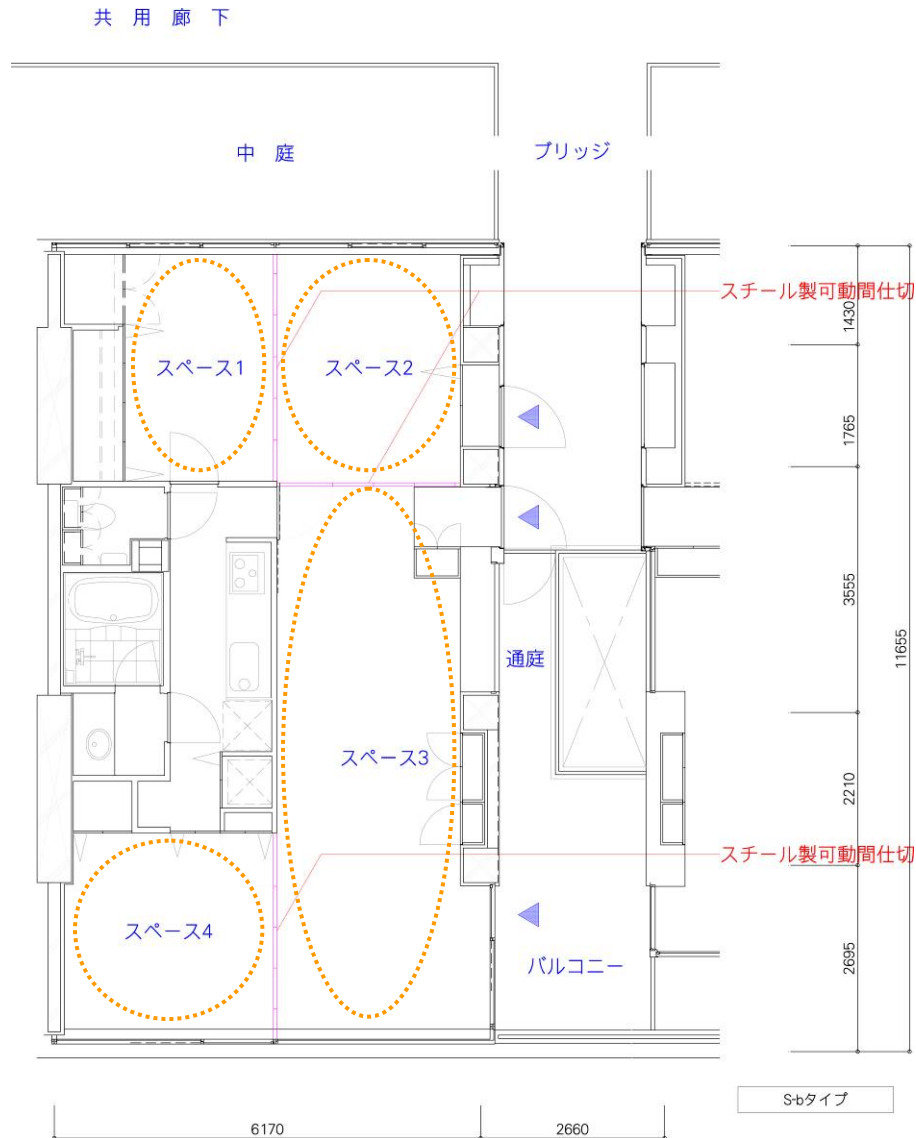 共用廊下
中庭
ブリッジ
スチール製可動間仕切
1430
スペース1
スペース2
1765
3555
11655
通庭
スペース3
2210
スチール製可動間仕切
スペース4
バルコニー
2695
S-bタイプ
6170
2660